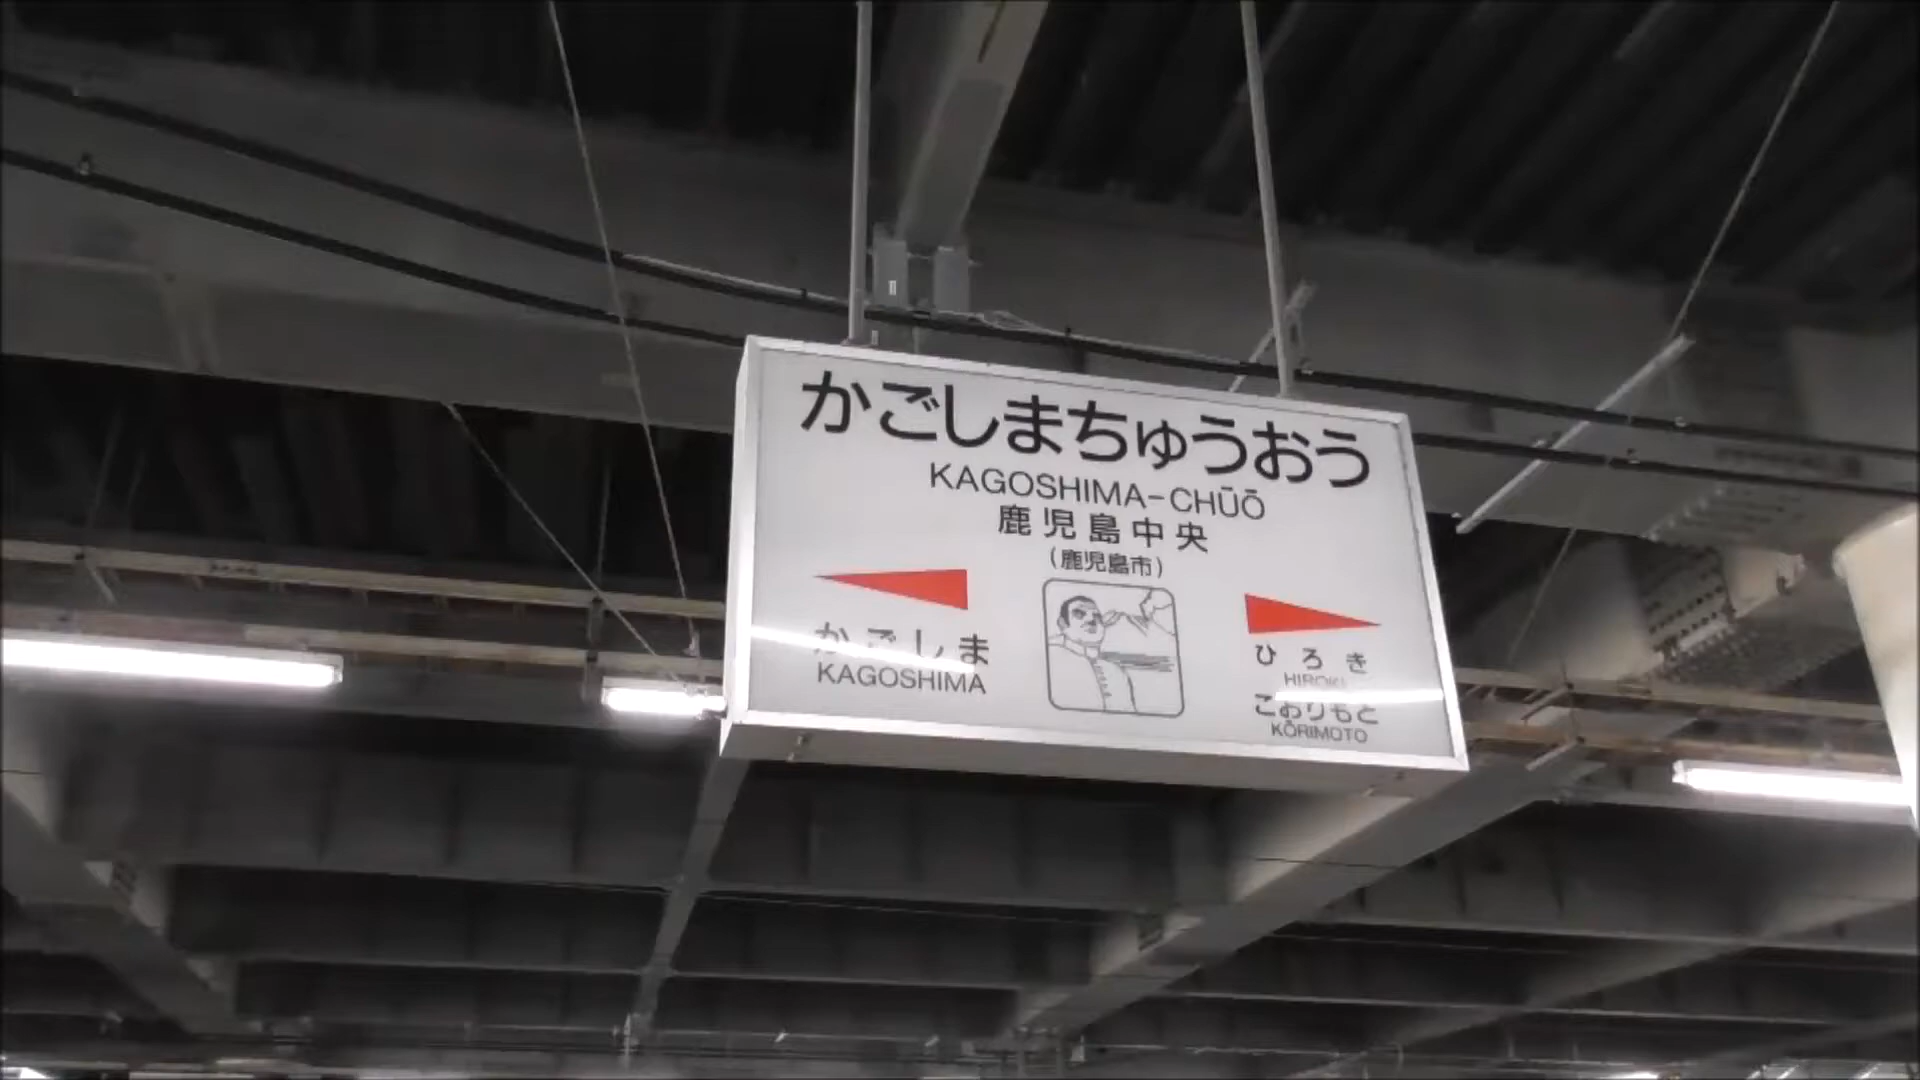 かごしまちゅうおう
KAGOSHIMA-CHŪŌ
鹿児島中央
(鹿児島市)
かごしま
KAGOSHIMA
ひろき
HIROKI
こおりもと
KŌRIMOTO